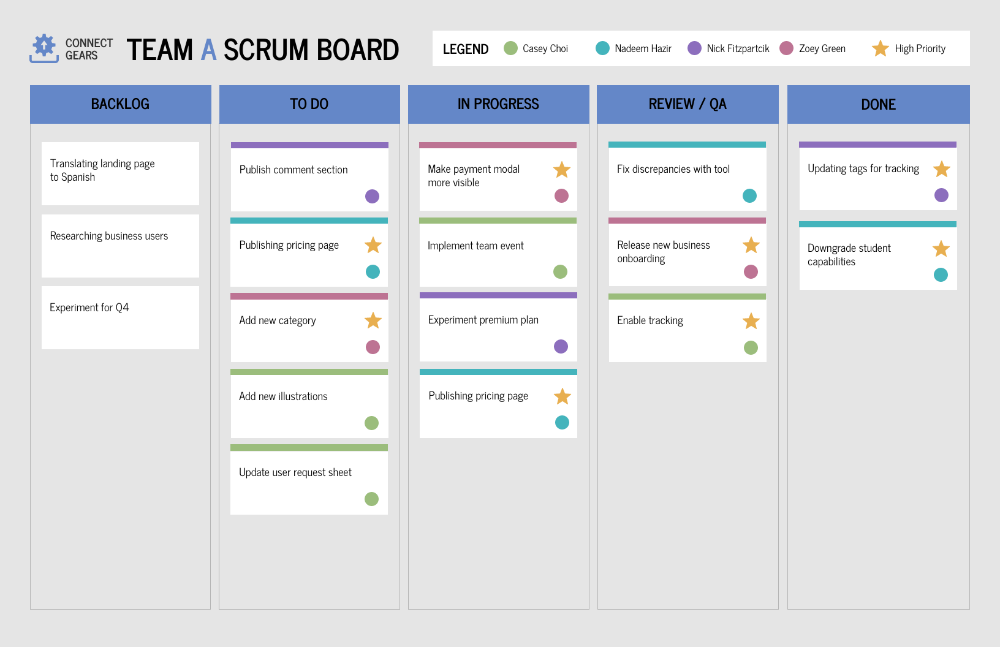 CONNECT
GEARS
TEAM A SCRUM BOARD
LEGEND
Casey Choi
Nadeem Hazir
Nick Fitzpartcik
Zoey Green
High Priority
BACKLOG
Translating landing page
to Spanish
Researching business users
Experiment for Q4
TO DO
Publish comment section
Publishing pricing page
Add new category
Add new illustrations
Update user request sheet
IN PROGRESS
Make payment modal
more visible
Implement team event
Experiment premium plan
Publishing pricing page
REVIEW / QA
Fix discrepancies with tool
Release new business
onboarding
Enable tracking
DONE
Updating tags for tracking
Downgrade student
capabilities